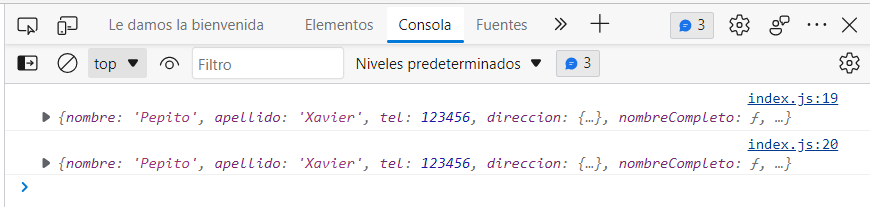 Le damos la bienvenida Elementos Consola Fuentes 3
top Filtro Niveles predeterminados 3
index.js:19
{nombre: 'Pepito', apellido: 'Xavier', tel: 123456, direccion: {…}, nombreCompleto: ƒ, …}
index.js:20
{nombre: 'Pepito', apellido: 'Xavier', tel: 123456, direccion: {…}, nombreCompleto: ƒ, …}